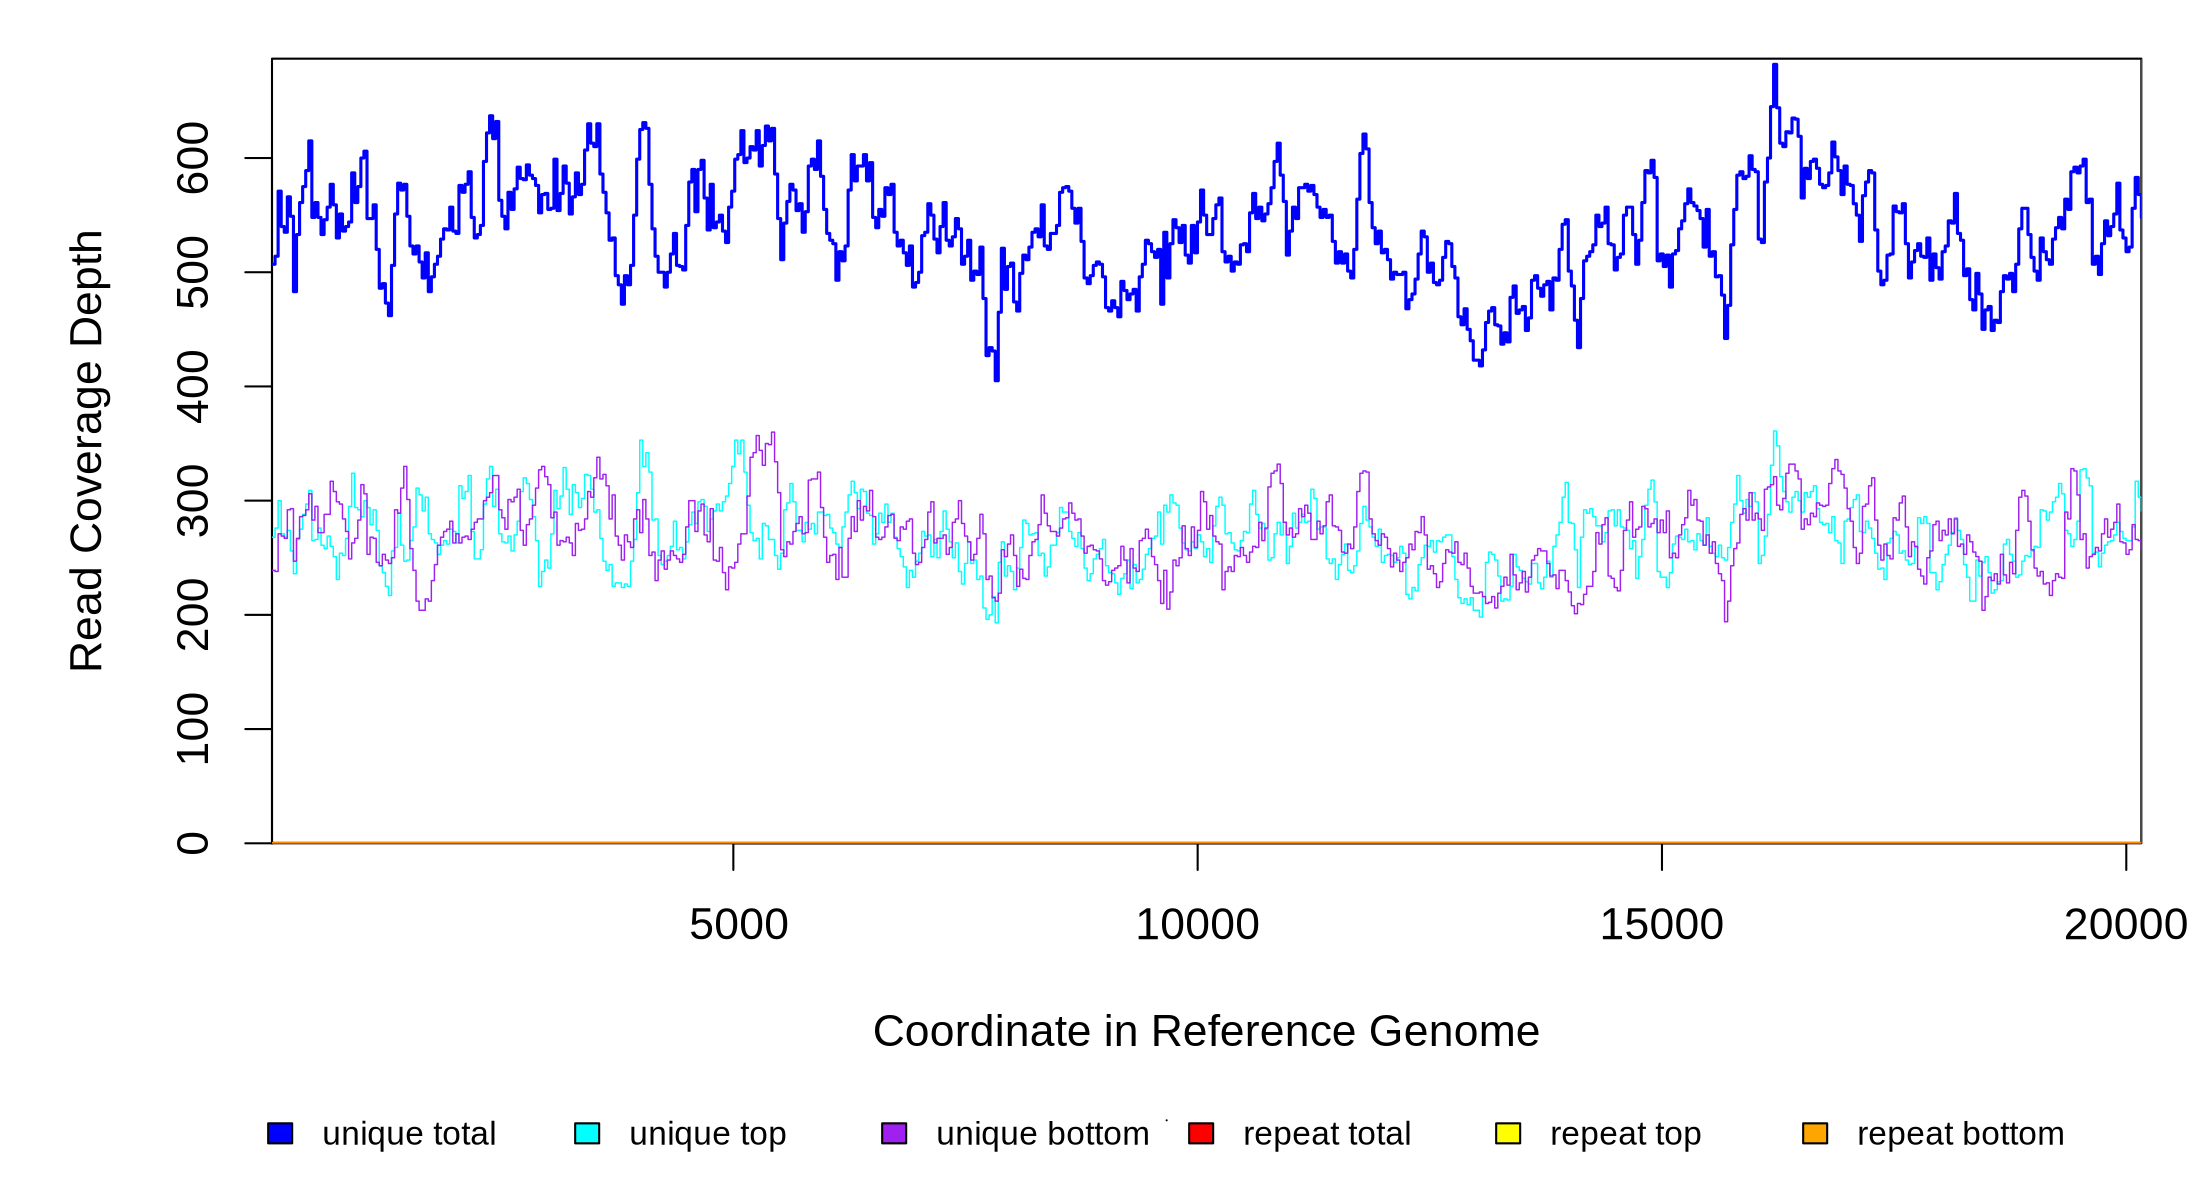 Read Coverage Depth
600
500
400
300
200
100
0
5000 10000 15000 20000
Coordinate in Reference Genome
unique total unique top unique bottom repeat total repeat top repeat bottom